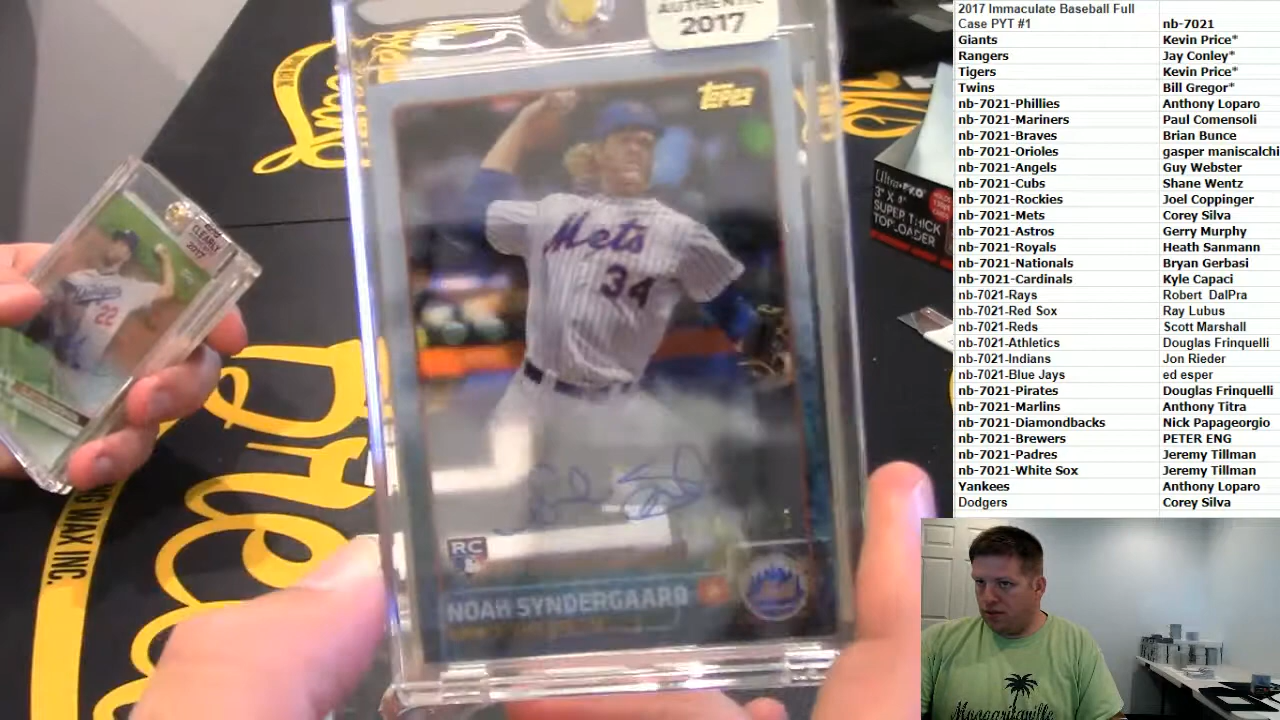 AUTHENTIC
2017
Topps
Mets
34
RC
NOAH SYNDERGAARD
CLEARLY
2017
Dodgers
22
ULTRA-PRO
3" X 4"
SUPER THICK
TOPLOADER
NG WAX INC.
Margaritaville
2017 Immaculate Baseball Full
Case PYT #1 nb-7021
Giants Kevin Price*
Rangers Jay Conley*
Tigers Kevin Price*
Twins Bill Gregor*
nb-7021-Phillies Anthony Loparo
nb-7021-Mariners Paul Comensoli
nb-7021-Braves Brian Bunce
nb-7021-Orioles gasper maniscalchi
nb-7021-Angels Guy Webster
nb-7021-Cubs Shane Wentz
nb-7021-Rockies Joel Coppinger
nb-7021-Mets Corey Silva
nb-7021-Astros Gerry Murphy
nb-7021-Royals Heath Sanmann
nb-7021-Nationals Bryan Gerbasi
nb-7021-Cardinals Kyle Capaci
nb-7021-Rays Robert DalPra
nb-7021-Red Sox Ray Lubus
nb-7021-Reds Scott Marshall
nb-7021-Athletics Douglas Frinquelli
nb-7021-Indians Jon Rieder
nb-7021-Blue Jays ed esper
nb-7021-Pirates Douglas Frinquelli
nb-7021-Marlins Anthony Titra
nb-7021-Diamondbacks Nick Papageorgio
nb-7021-Brewers PETER ENG
nb-7021-Padres Jeremy Tillman
nb-7021-White Sox Jeremy Tillman
Yankees Anthony Loparo
Dodgers Corey Silva